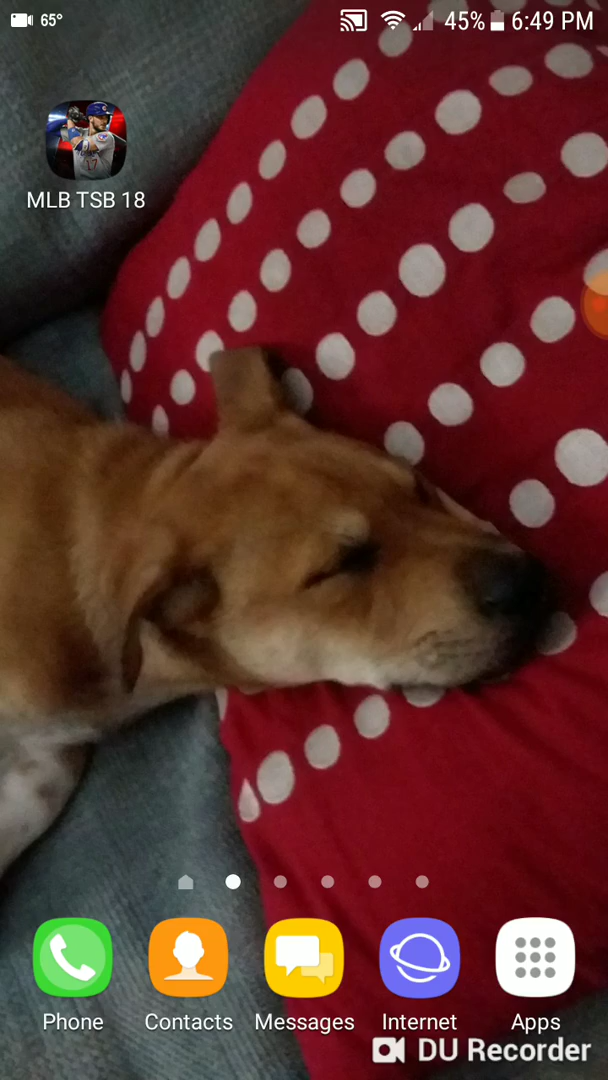 65° 45% 6:49 PM
MLB TSB 18
Phone Contacts Messages Internet Apps
DU Recorder